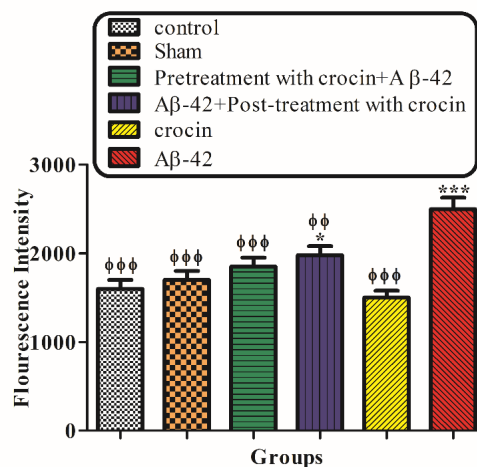 control
Sham
Pretreatment with crocin+A β-42
Aβ-42+Post-treatment with crocin
crocin
Aβ-42
3000
2000
1000
0
Flourescence Intensity
ϕϕϕ
ϕϕϕ
ϕϕϕ
ϕϕ
*
ϕϕϕ
***
Groups